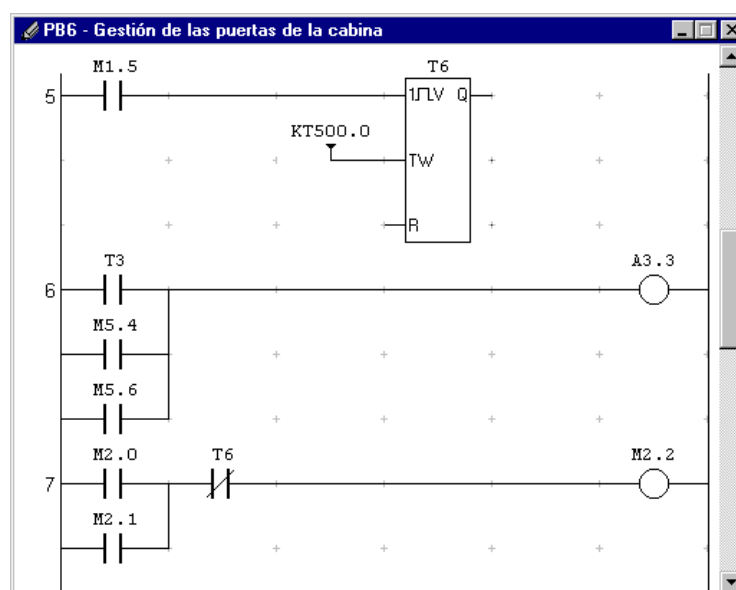 PB6 - Gestión de las puertas de la cabina
M1.5 T6
5 1⎍V Q
KT500.0
TW
R
T3 A3.3
6
M5.4
M5.6
M2.0 T6 M2.2
7
M2.1